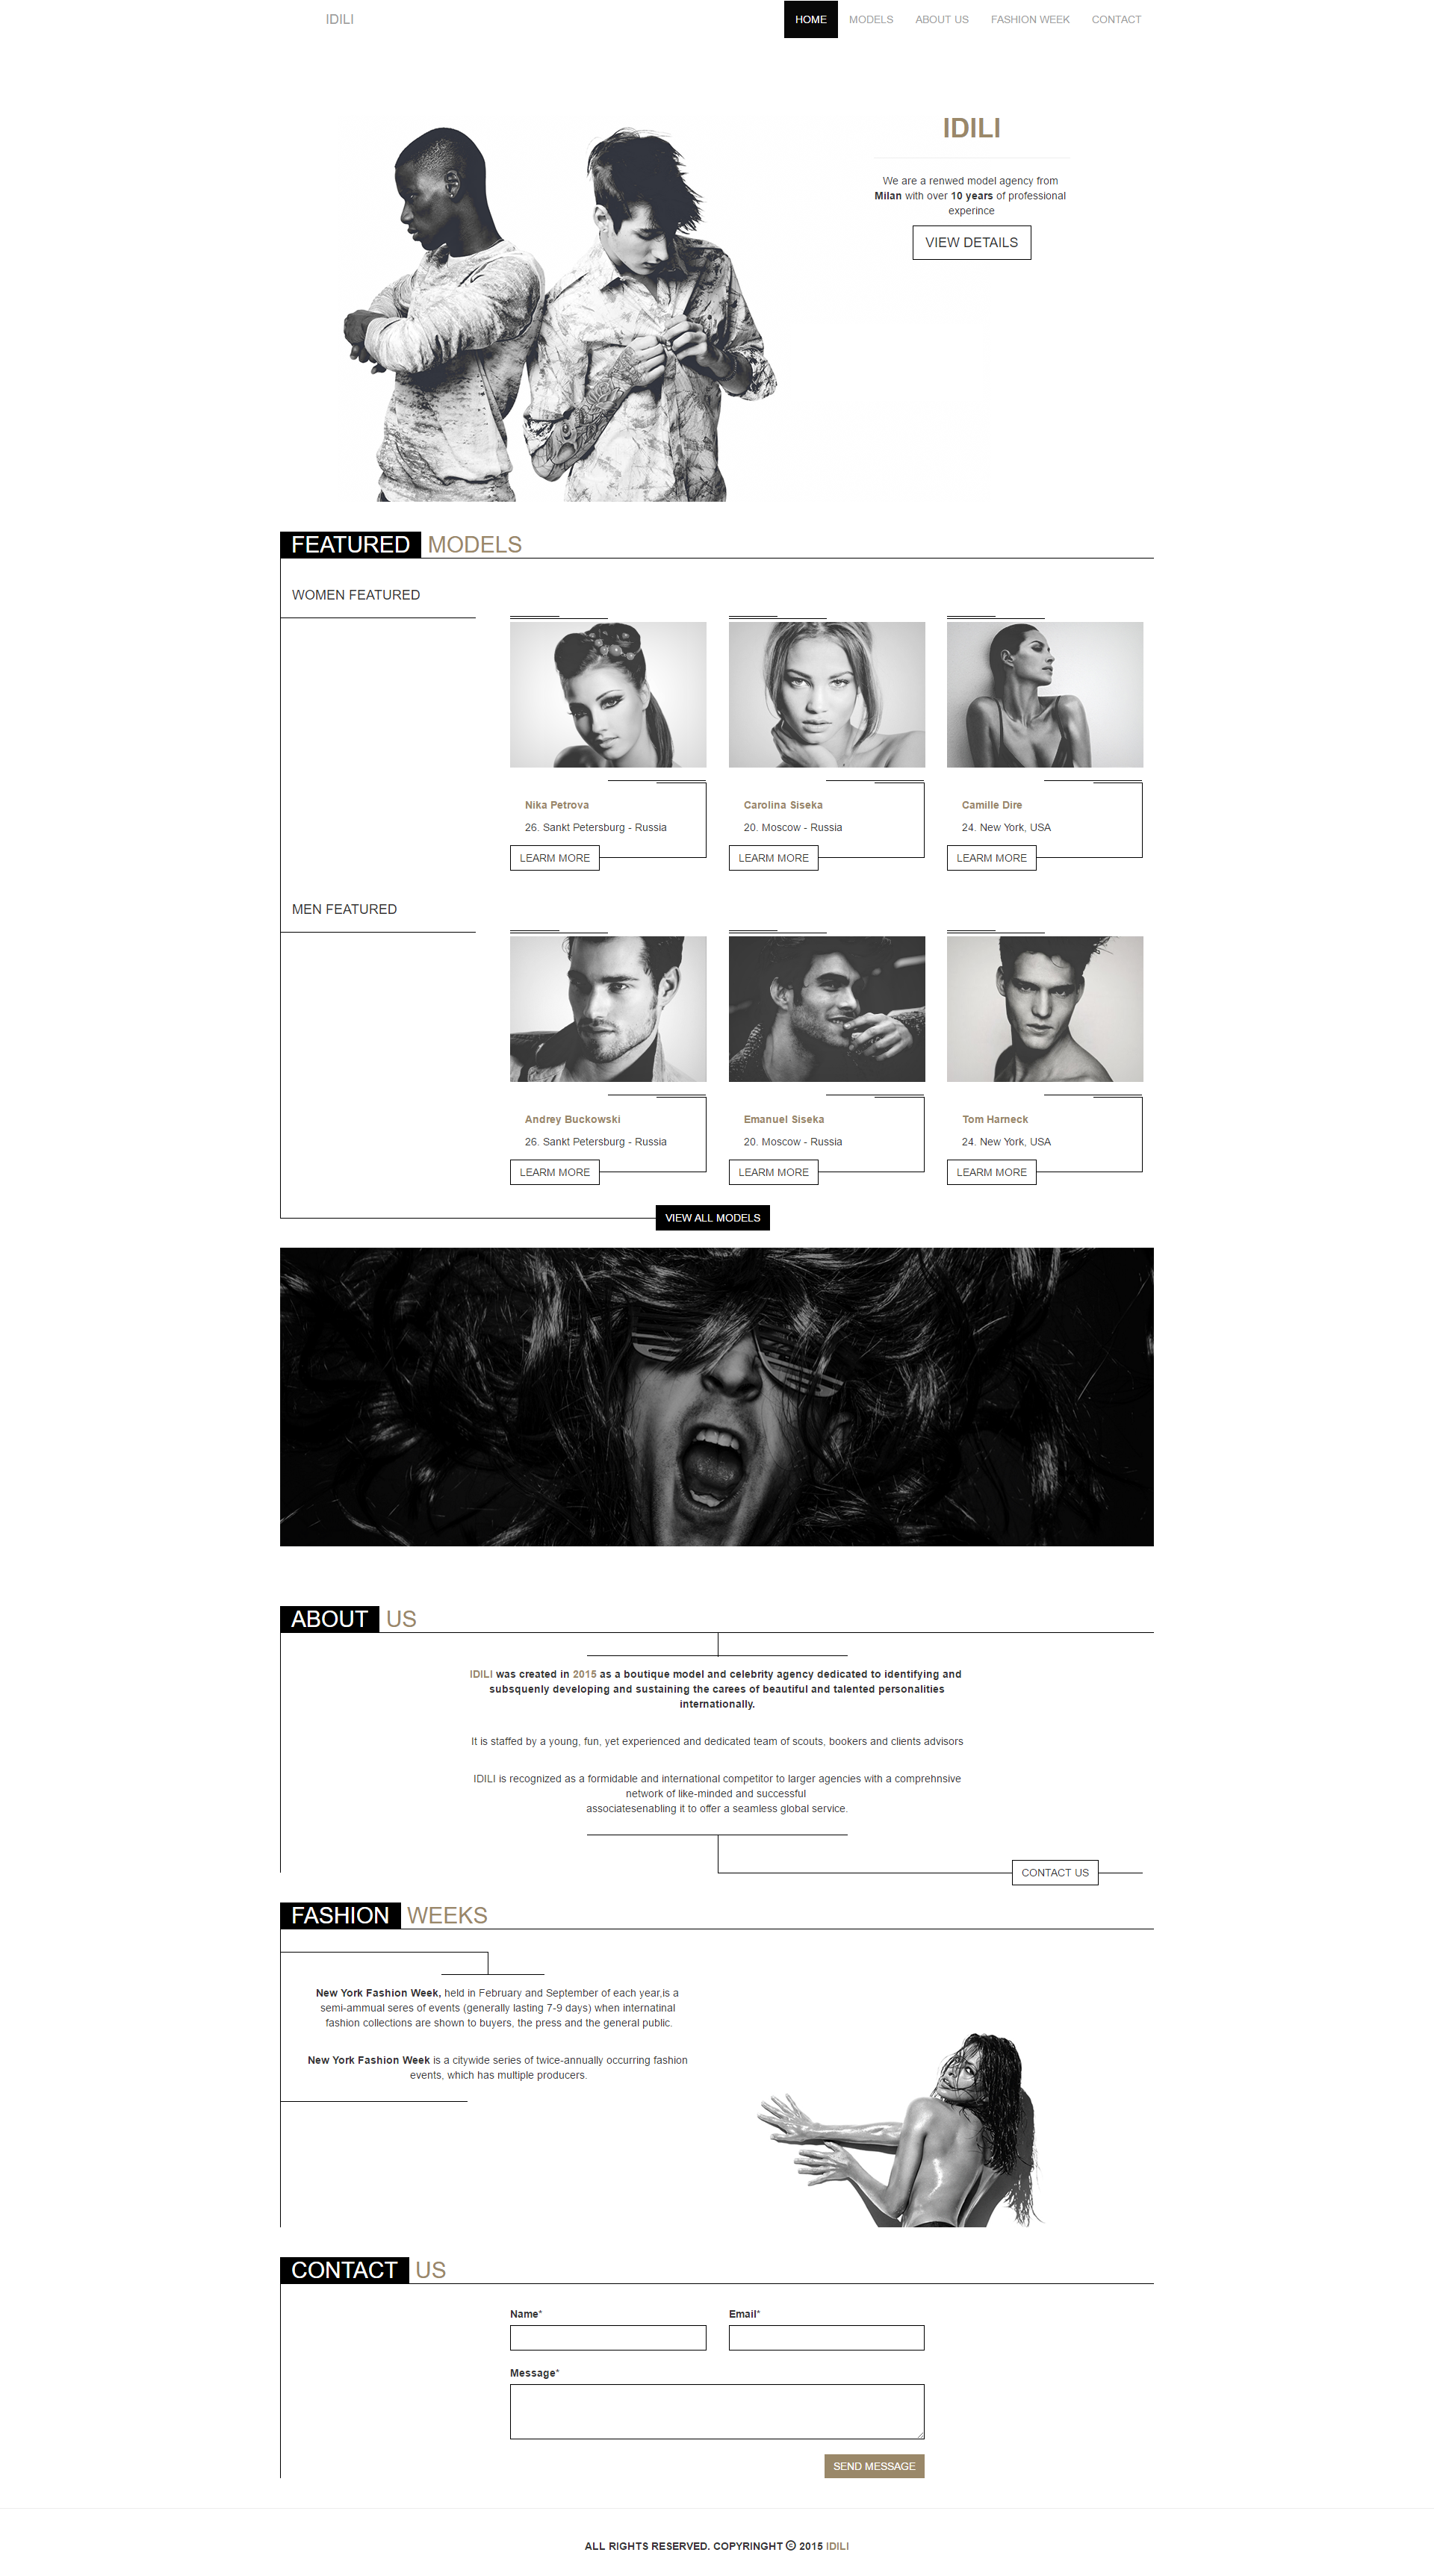 IDILI
HOME MODELS ABOUT US FASHION WEEK CONTACT
IDILI
We are a renwed model agency from
Milan with over 10 years of professional
experince
VIEW DETAILS
FEATURED MODELS
WOMEN FEATURED
Nika Petrova
26. Sankt Petersburg - Russia
LEARM MORE
Carolina Siseka
20. Moscow - Russia
LEARM MORE
Camille Dire
24. New York, USA
LEARM MORE
MEN FEATURED
Andrey Buckowski
26. Sankt Petersburg - Russia
LEARM MORE
Emanuel Siseka
20. Moscow - Russia
LEARM MORE
Tom Harneck
24. New York, USA
LEARM MORE
VIEW ALL MODELS
ABOUT US
IDILI was created in 2015 as a boutique model and celebrity agency dedicated to identifying and
subsquenly developing and sustaining the carees of beautiful and talented personalities
internationally.
It is staffed by a young, fun, yet experienced and dedicated team of scouts, bookers and clients advisors
IDILI is recognized as a formidable and international competitor to larger agencies with a comprehnsive
network of like-minded and successful
associatesenabling it to offer a seamless global service.
CONTACT US
FASHION WEEKS
New York Fashion Week, held in February and September of each year,is a
semi-ammual seres of events (generally lasting 7-9 days) when internatinal
fashion collections are shown to buyers, the press and the general public.
New York Fashion Week is a citywide series of twice-annually occurring fashion
events, which has multiple producers.
CONTACT US
Name*
Email*
Message*
SEND MESSAGE
ALL RIGHTS RESERVED. COPYRINGHT © 2015 IDILI